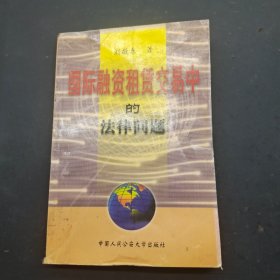 国际融资租赁交易中
的
法律问题
中国人民公安大学出版社